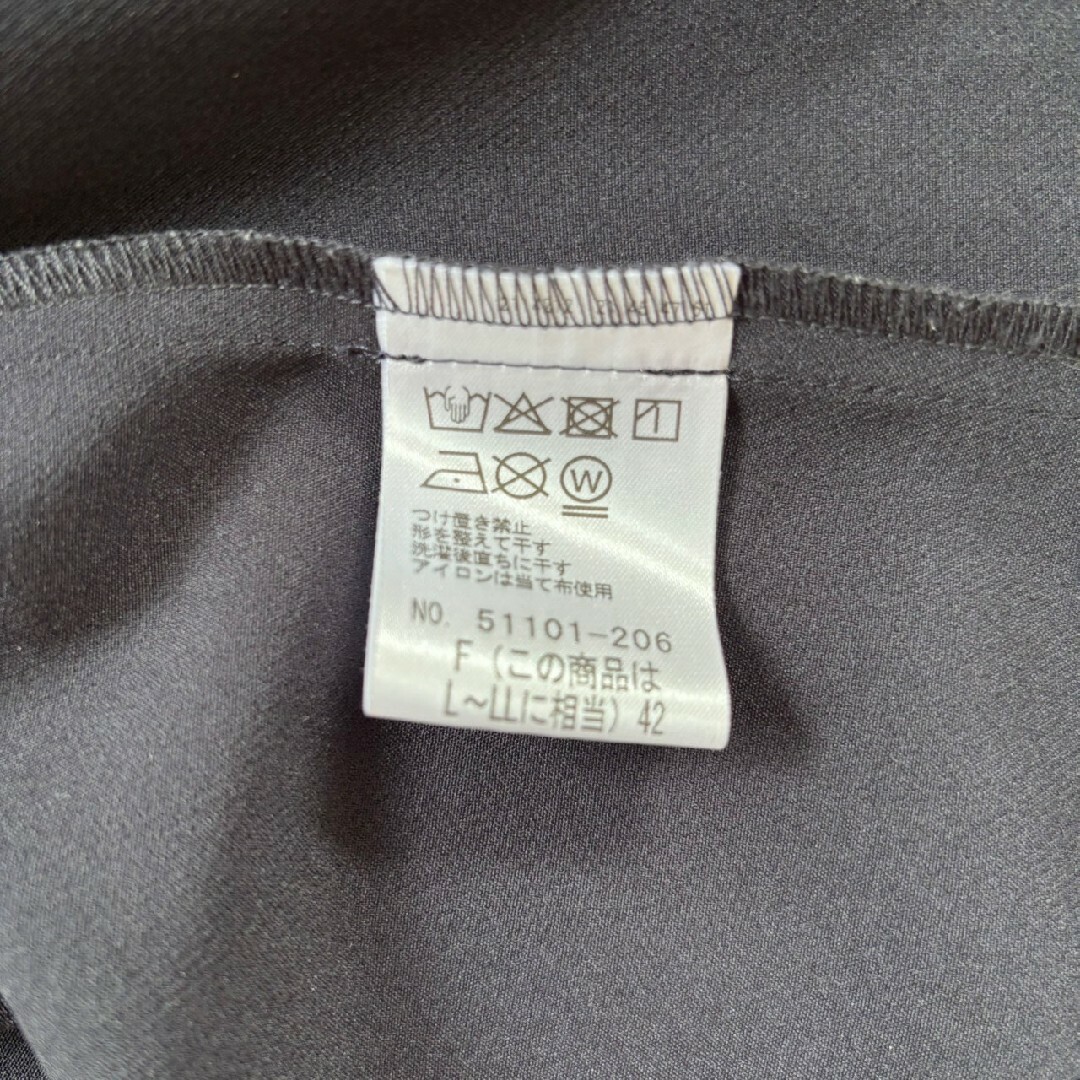 W
つけ置き禁止
形を整えて干す
洗濯後直ちに干す
アイロンは当て布使用
NO. 51101-206
F (この商品は
L~LLに相当) 42